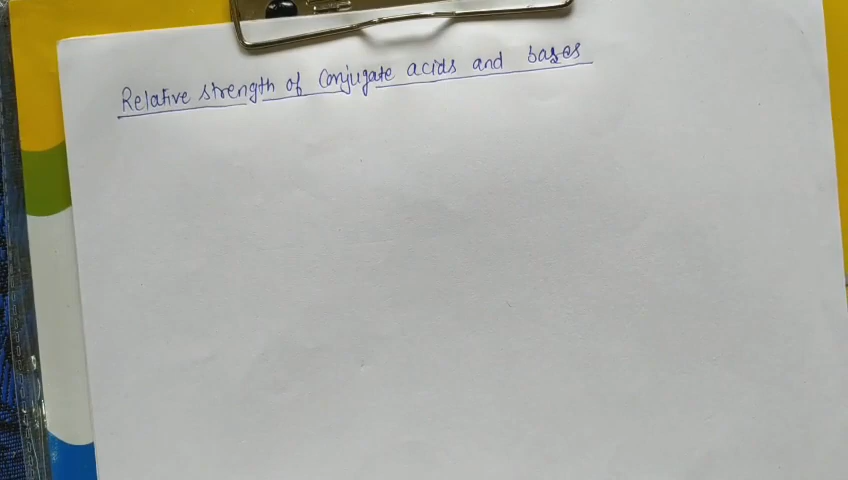 Relative strength of Conjugate acids and bases